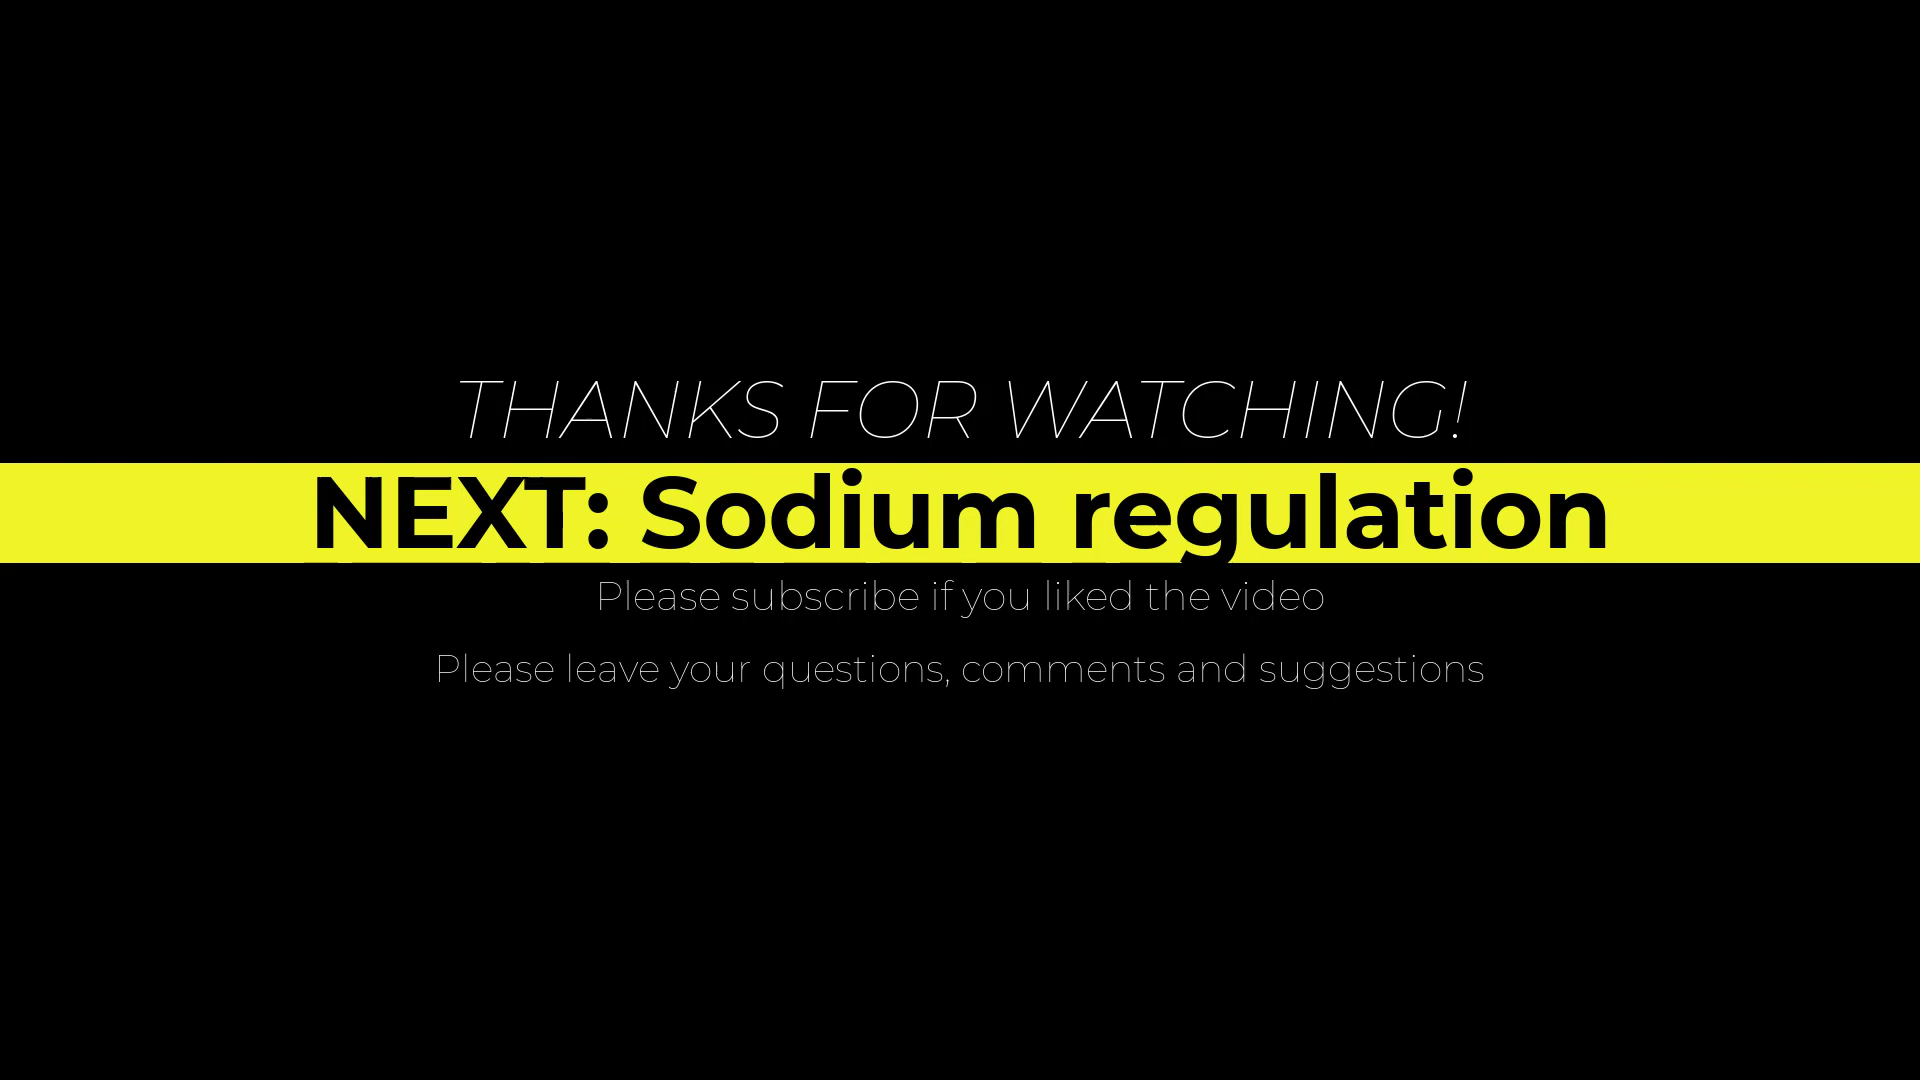 THANKS FOR WATCHING!
NEXT: Sodium regulation
Please subscribe if you liked the video
Please leave your questions, comments and suggestions